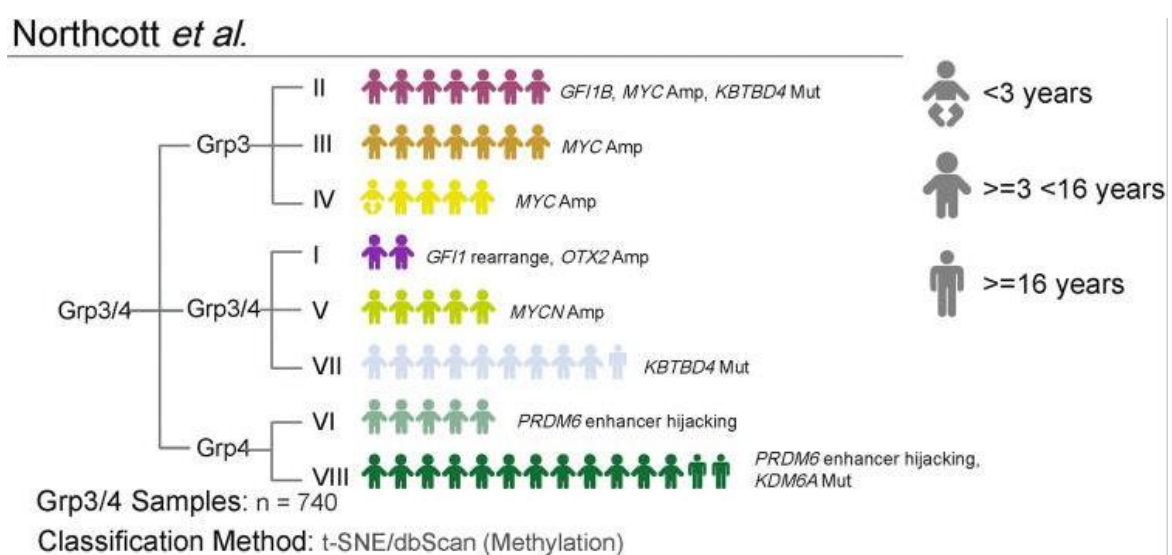 Northcott et al.
II
GFI1B, MYC Amp, KBTBD4 Mut
<3 years
Grp3
III
MYC Amp
>=3 <16 years
IV
MYC Amp
I
GFI1 rearrange, OTX2 Amp
>=16 years
Grp3/4
Grp3/4
V
MYCN Amp
VII
KBTBD4 Mut
VI
PRDM6 enhancer hijacking
Grp4
VIII
PRDM6 enhancer hijacking,
KDM6A Mut
Grp3/4 Samples: n = 740
Classification Method: t-SNE/dbScan (Methylation)